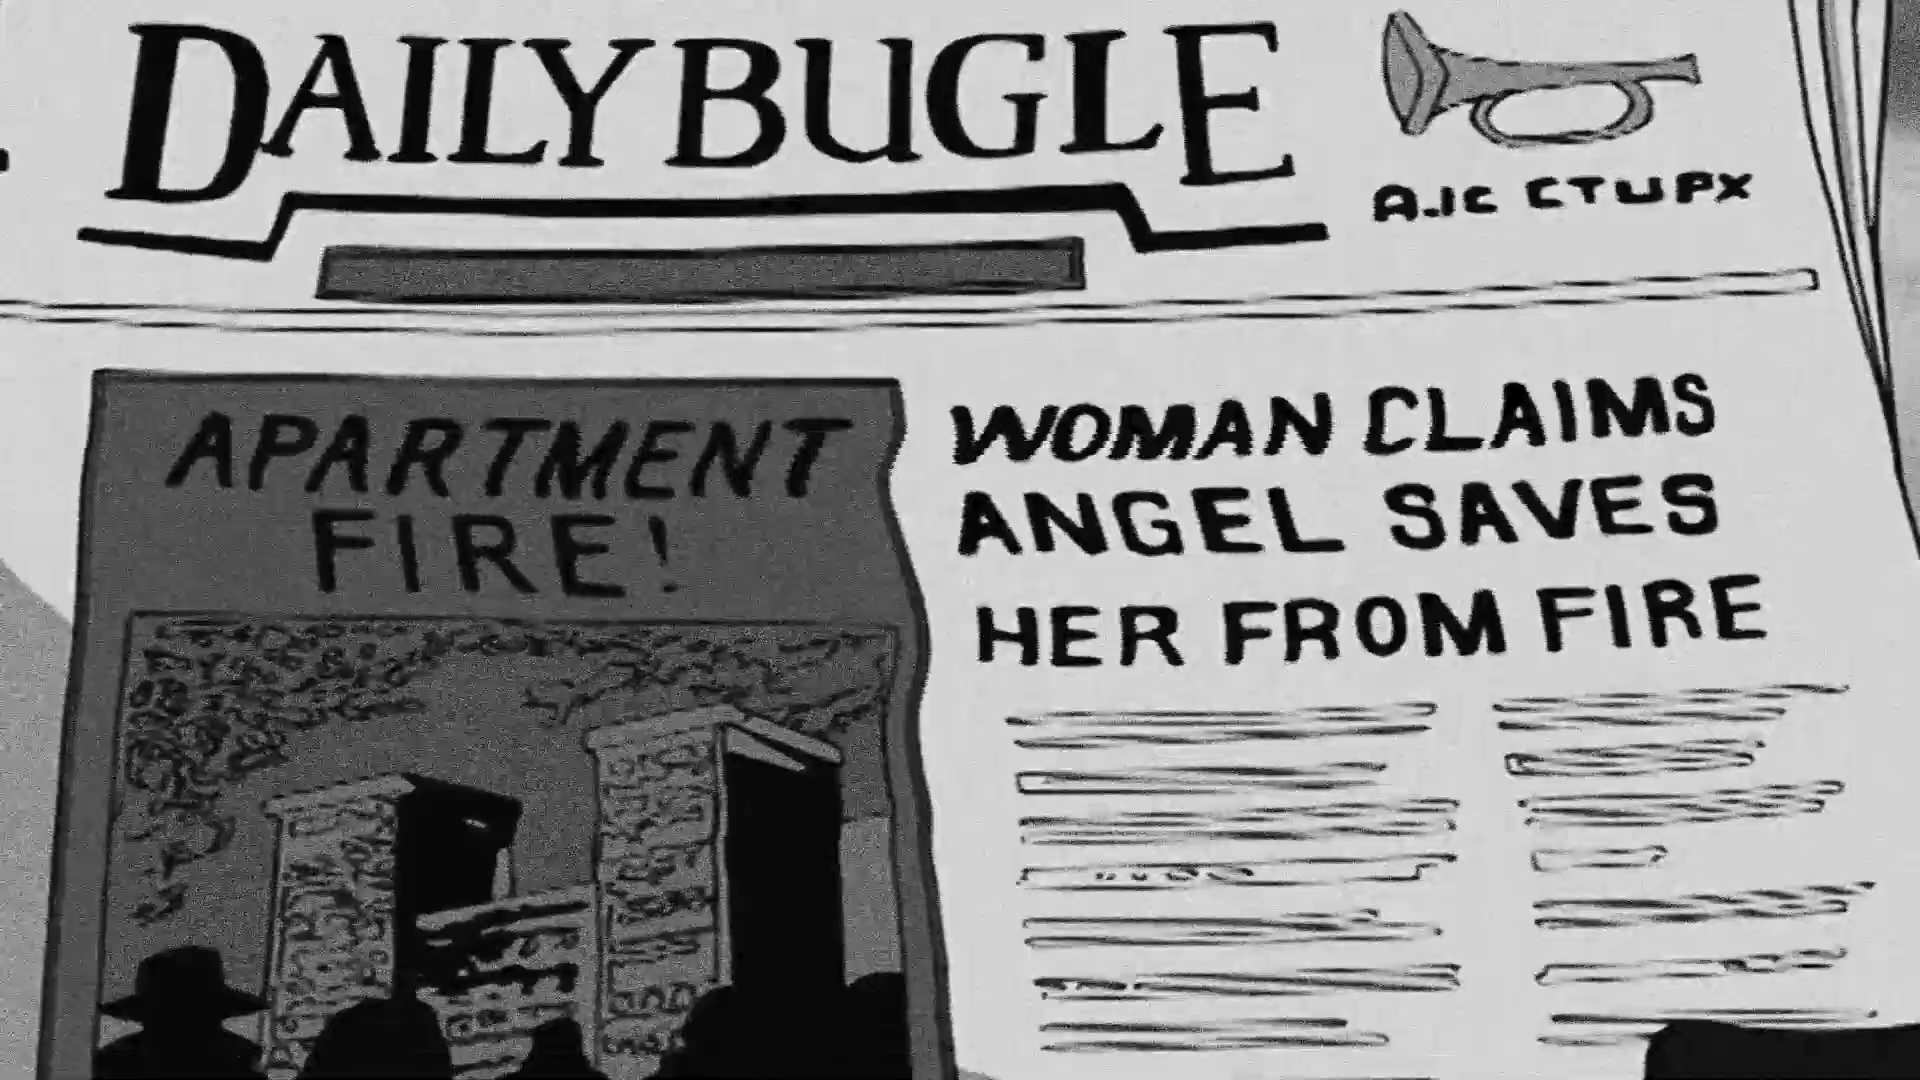 DAILY BUGLE
APARTMENT
FIRE!
WOMAN CLAIMS
ANGEL SAVES
HER FROM FIRE